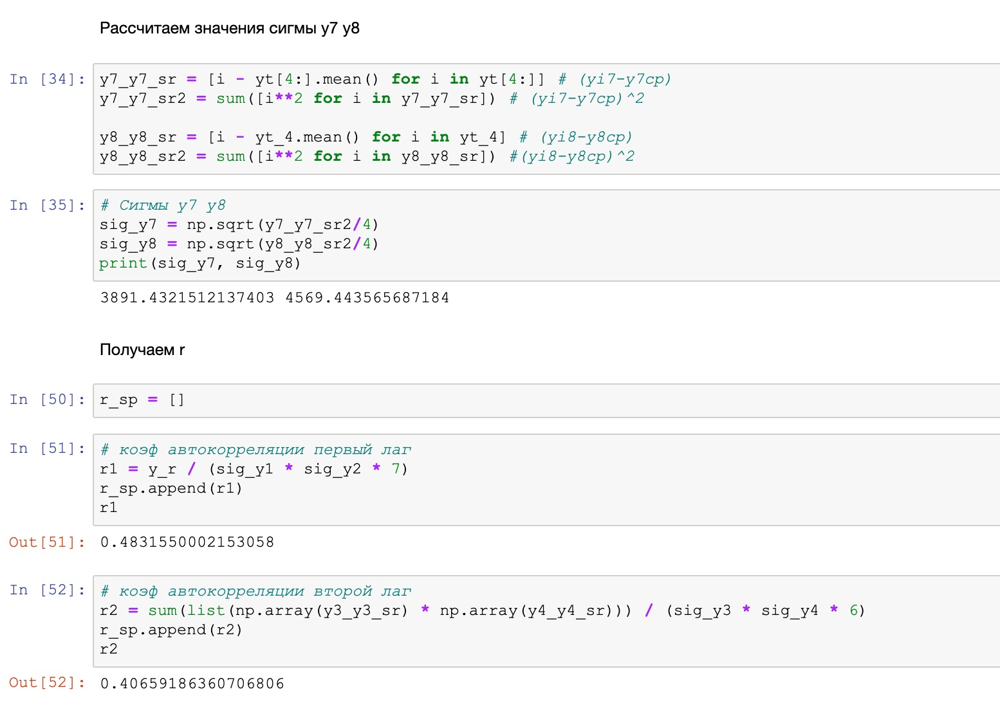 Рассчитаем значения сигмы y7 y8
In [34]: y7_y7_sr = [i - yt[4:].mean() for i in yt[4:]] # (yi7-y7ср)
y7_y7_sr2 = sum([i**2 for i in y7_y7_sr]) # (yi7-y7ср)^2
y8_y8_sr = [i - yt_4.mean() for i in yt_4] # (yi8-y8ср)
y8_y8_sr2 = sum([i**2 for i in y8_y8_sr]) #(yi8-y8ср)^2
In [35]: # Сигмы y7 y8
sig_y7 = np.sqrt(y7_y7_sr2/4)
sig_y8 = np.sqrt(y8_y8_sr2/4)
print(sig_y7, sig_y8)
3891.4321512137403 4569.443565687184
Получаем r
In [50]: r_sp = []
In [51]: # коэф автокорреляции первый лаг
r1 = y_r / (sig_y1 * sig_y2 * 7)
r_sp.append(r1)
r1
Out[51]: 0.4831550002153058
In [52]: # коэф автокорреляции второй лаг
r2 = sum(list(np.array(y3_y3_sr) * np.array(y4_y4_sr))) / (sig_y3 * sig_y4 * 6)
r_sp.append(r2)
r2
Out[52]: 0.40659186360706806